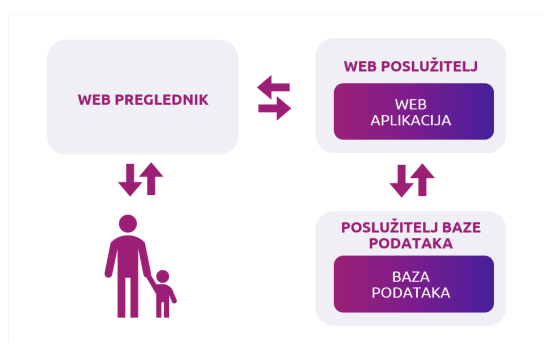 WEB PREGLEDNIK
WEB POSLUŽITELJ
WEB
APLIKACIJA
POSLUŽITELJ BAZE
PODATAKA
BAZA
PODATAKA